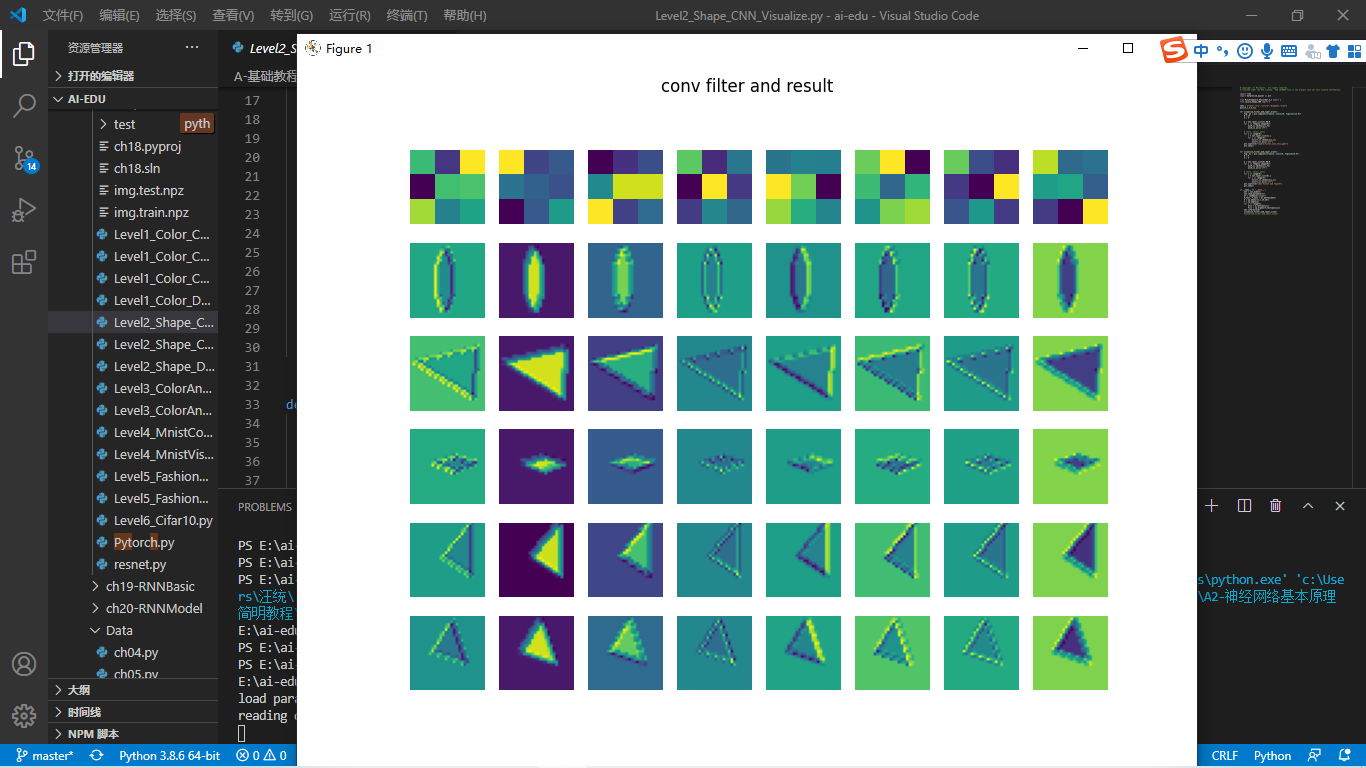 文件(F)
编辑(E)
选择(S)
查看(V)
转到(G)
运行(R)
终端(T)
帮助(H)
Level2_Shape_CNN_Visualize.py - ai-edu - Visual Studio Code
资源管理器
打开的编辑器
AI-EDU
test
pyth
ch18.pyproj
ch18.sln
img.test.npz
img.train.npz
Level1_Color_C...
Level1_Color_C...
Level1_Color_C...
Level1_Color_D...
Level2_Shape_C...
Level2_Shape_C...
Level2_Shape_D...
Level3_ColorAn...
Level3_ColorAn...
Level4_MnistCo...
Level4_MnistVis...
Level5_Fashion...
Level5_Fashion...
Level6_Cifar10.py
Pytorch.py
resnet.py
ch19-RNNBasic
ch20-RNNModel
Data
ch04.py
ch05.py
大纲
时间线
NPM 脚本
14
Level2_S
A-基础教程
17
18
19
20
21
22
23
24
25
26
27
28
29
30
31
32
33 de
34
35
36
37
PROBLEMS
PS E:\ai-
PS E:\ai-
PS E:\ai-
rs\汪统\
简明教程
E:\ai-edu
PS E:\ai-
PS E:\ai-
E:\ai-edu
load para
reading
Figure 1
conv filter and result
中
s\python.exe' 'c:\Use
\A2-神经网络基本原理
master*
Python 3.8.6 64-bit
0
0
CRLF
Python